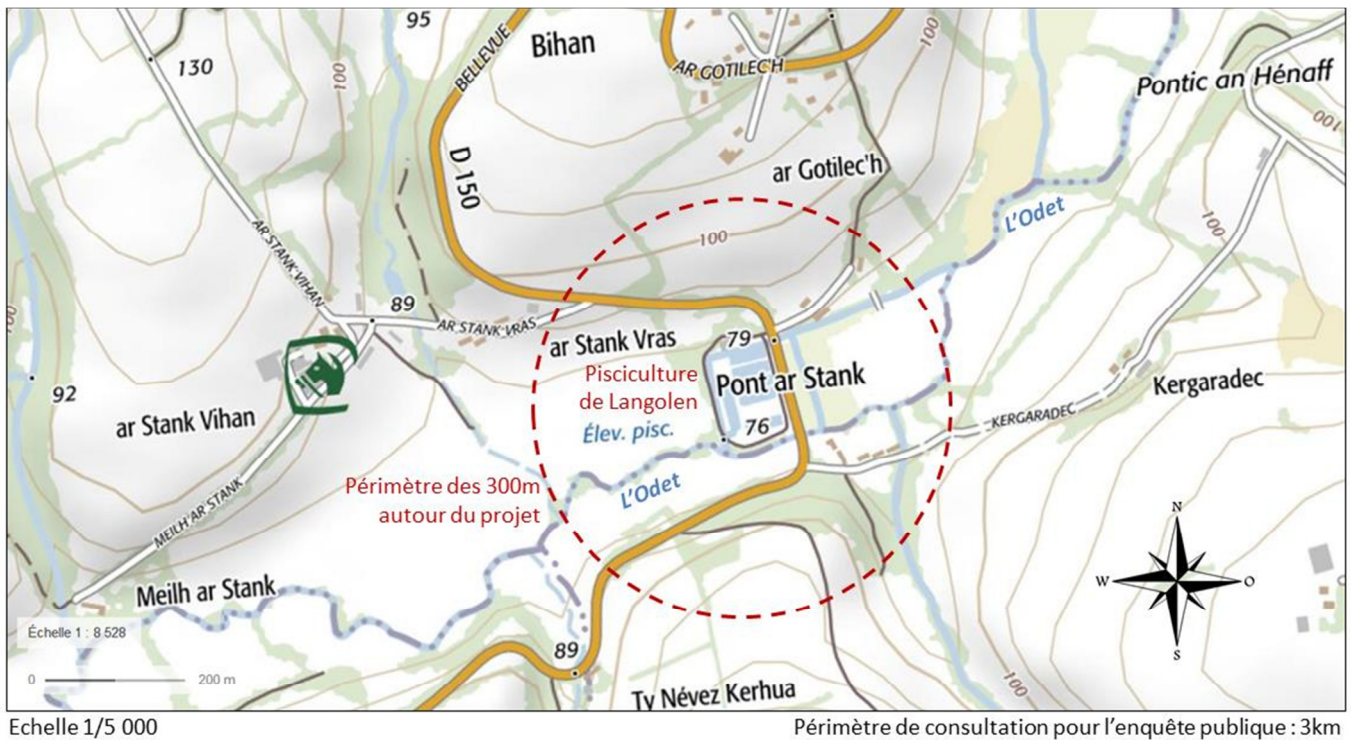 95
Bihan
BELLEVUE
130
100
AR GOTILEC'H
100
Pontic an Hénaff
100
D 150
ar Gotilec'h
L'Odet
100
100
AR STANK VIHAN
89
AR STANK VRAS
ar Stank Vras
79
Pisciculture
de Langolen
Pont ar Stank
Élev. pisc.
76
Kergaradec
KERGARADEC
92
ar Stank Vihan
Périmètre des 300m
autour du projet
L'Odet
MEILH AR STANK
N
W
O
S
Meilh ar Stank
Échelle 1 : 8 528
0
200 m
89
Ty Névez Kerhua
100
Echelle 1/5 000
Périmètre de consultation pour l'enquête publique : 3km